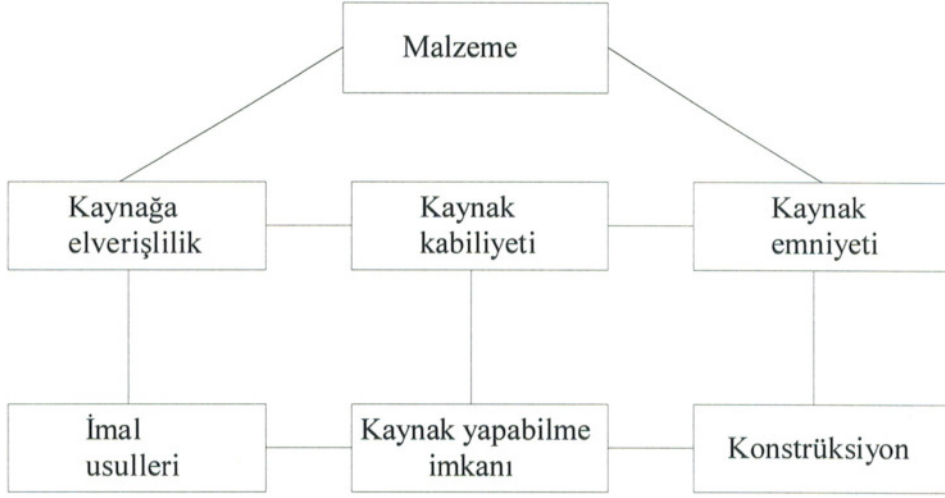 Malzeme
Kaynağa
elverişlilik
Kaynak
kabiliyeti
Kaynak
emniyeti
İmal
usulleri
Kaynak yapabilme
imkanı
Konstrüksiyon